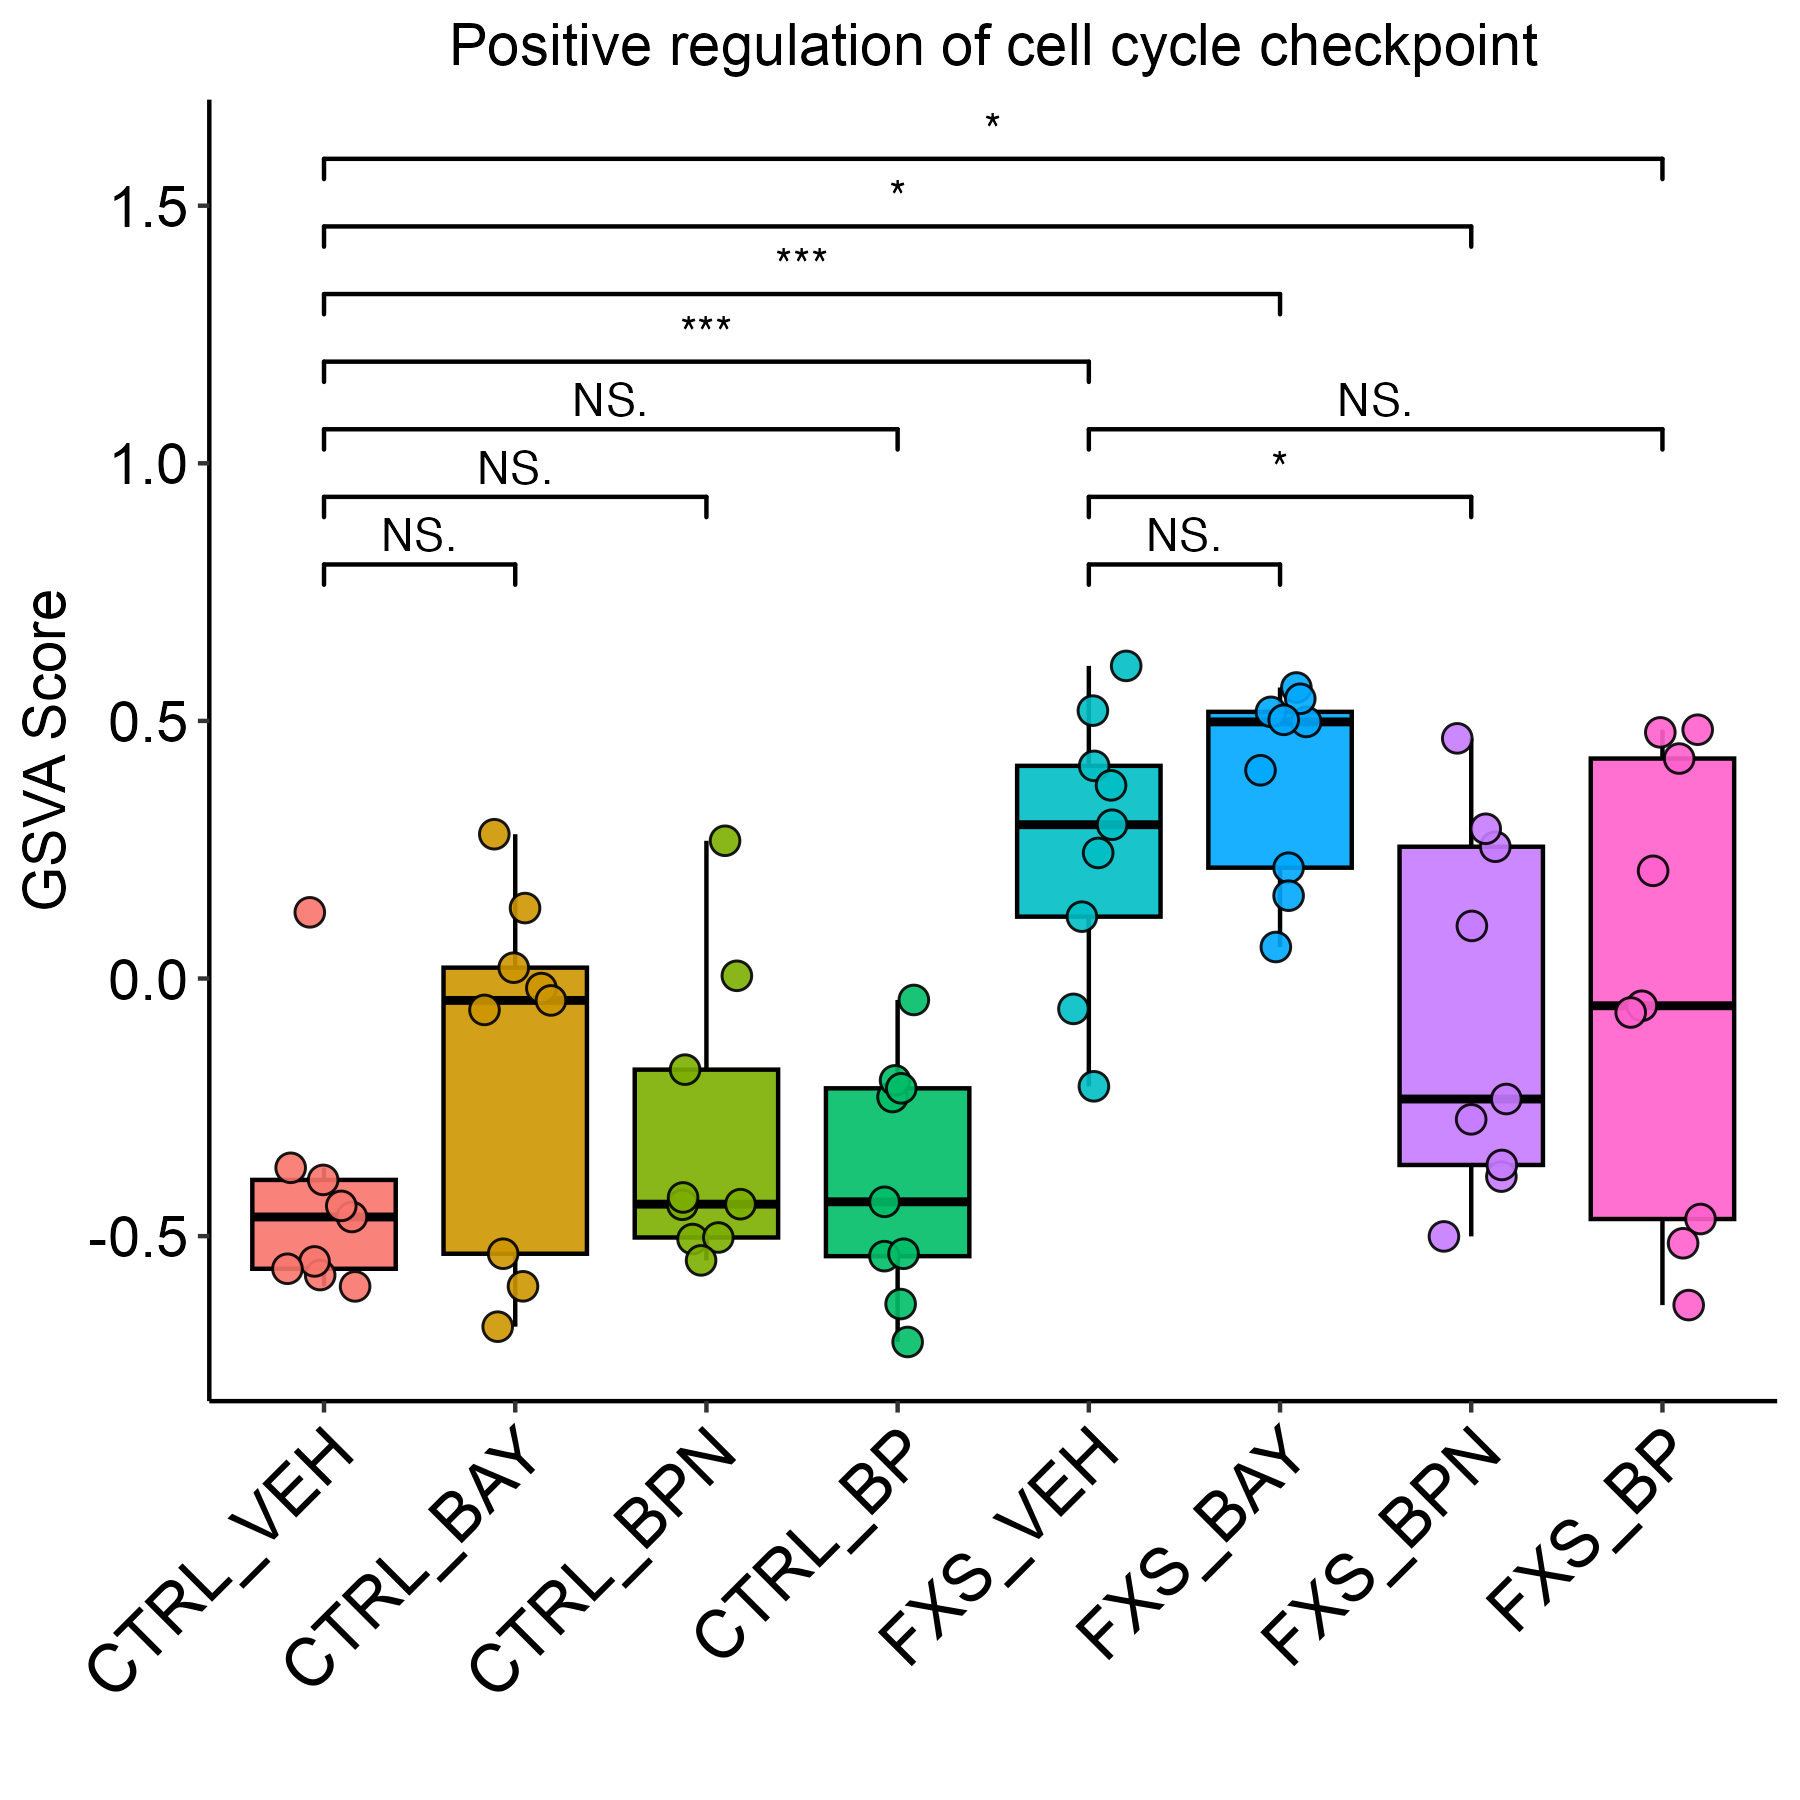 Positive regulation of cell cycle checkpoint
*
*
***
***
NS.
NS.
NS.
NS.
*
NS.
GSVA Score
1.5
1.0
0.5
0.0
-0.5
CTRL_VEH
CTRL_BAY
CTRL_BPN
CTRL_BP
FXS_VEH
FXS_BAY
FXS_BPN
FXS_BP